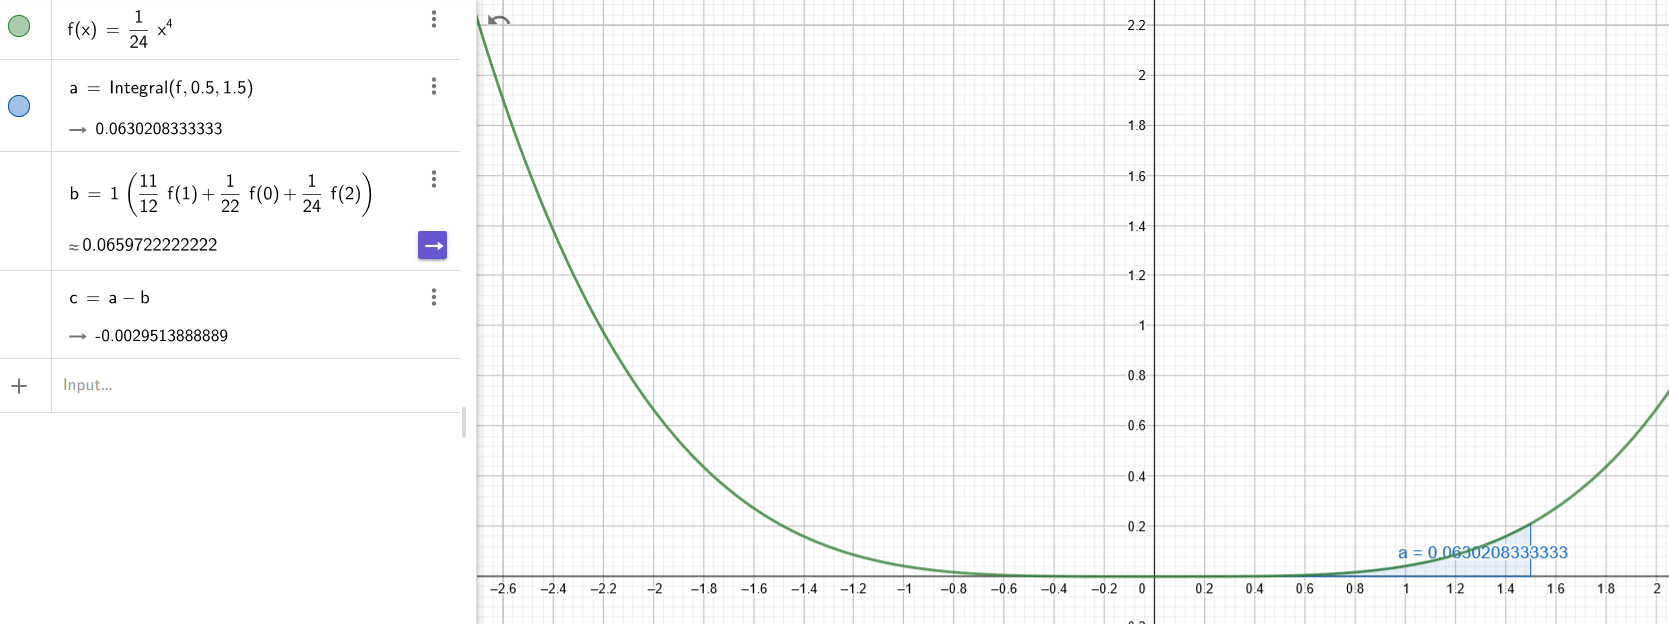 f(x) = 1/24 x⁴
a = Integral(f, 0.5, 1.5)
→ 0.0630208333333
b = 1 (11/12 f(1) + 1/22 f(0) + 1/24 f(2))
≈ 0.0659722222222
c = a − b
→ -0.0029513888889
+ Input...
2.2
2
1.8
1.6
1.4
1.2
1
0.8
0.6
0.4
0.2
a = 0.0630208333333
−2.6 −2.4 −2.2 −2 −1.8 −1.6 −1.4 −1.2 −1 −0.8 −0.6 −0.4 −0.2 0 0.2 0.4 0.6 0.8 1 1.2 1.4 1.6 1.8 2